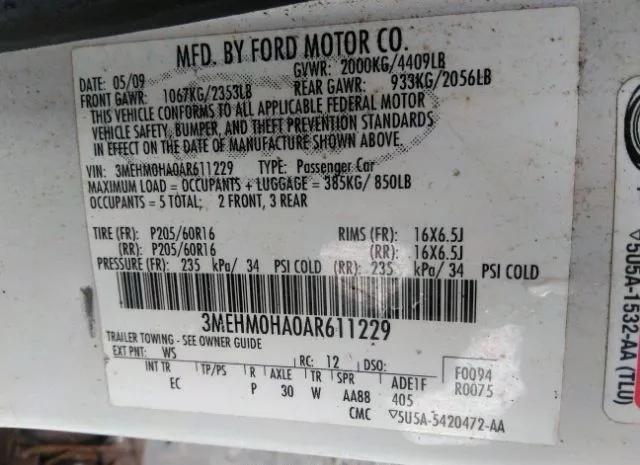 MFD. BY FORD MOTOR CO.
DATE: 05/09 GVWR: 2000KG/4409LB
FRONT GAWR: 1067KG/2353LB REAR GAWR: 933KG/2056LB
THIS VEHICLE CONFORMS TO ALL APPLICABLE FEDERAL MOTOR
VEHICLE SAFETY, BUMPER, AND THEFT PREVENTION STANDARDS
IN EFFECT ON THE DATE OF MANUFACTURE SHOWN ABOVE.
VIN: 3MEHM0HA0AR611229 TYPE: Passenger Car
MAXIMUM LOAD = OCCUPANTS + LUGGAGE = 385KG/ 850LB
OCCUPANTS = 5 TOTAL; 2 FRONT, 3 REAR
TIRE (FR): P205/60R16 RIMS (FR): 16X6.5J
(RR): P205/60R16 (RR): 16X6.5J
PRESSURE (FR): 235 kPa/ 34 PSI COLD (RR): 235 kPa/ 34 PSI COLD
3MEHM0HA0AR611229
TRAILER TOWING - SEE OWNER GUIDE
EXT PNT: WS RC: 12 DSO:
INT TR TP/PS R AXLE TR SPR ADE1F F0094
EC P 30 W AA88 405 R0075
CMC ▽5U5A-5420472-AA
▽5U5A-1532-AA (TLU)